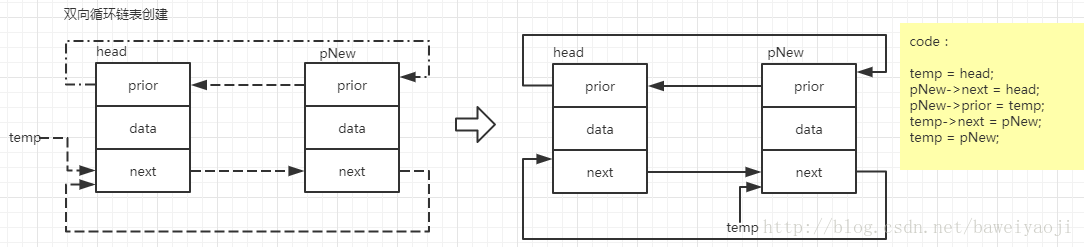 双向循环链表创建
head
pNew
prior
prior
data
data
temp
next
next
head
pNew
prior
prior
data
data
next
next
temp
code :
temp = head;
pNew->next = head;
pNew->prior = temp;
temp->next = pNew;
temp = pNew;
http://blog.csdn.net/baweiyaoji